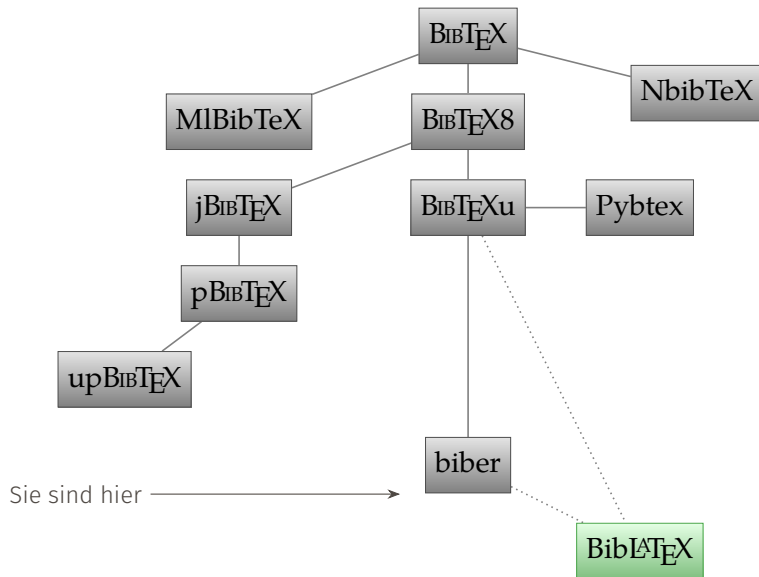 BIBTEX
MlBibTeX
BIBTEX8
NbibTeX
jBIBTEX
BIBTEXu
Pybtex
pBIBTEX
upBIBTEX
biber
Sie sind hier
BibLATEX